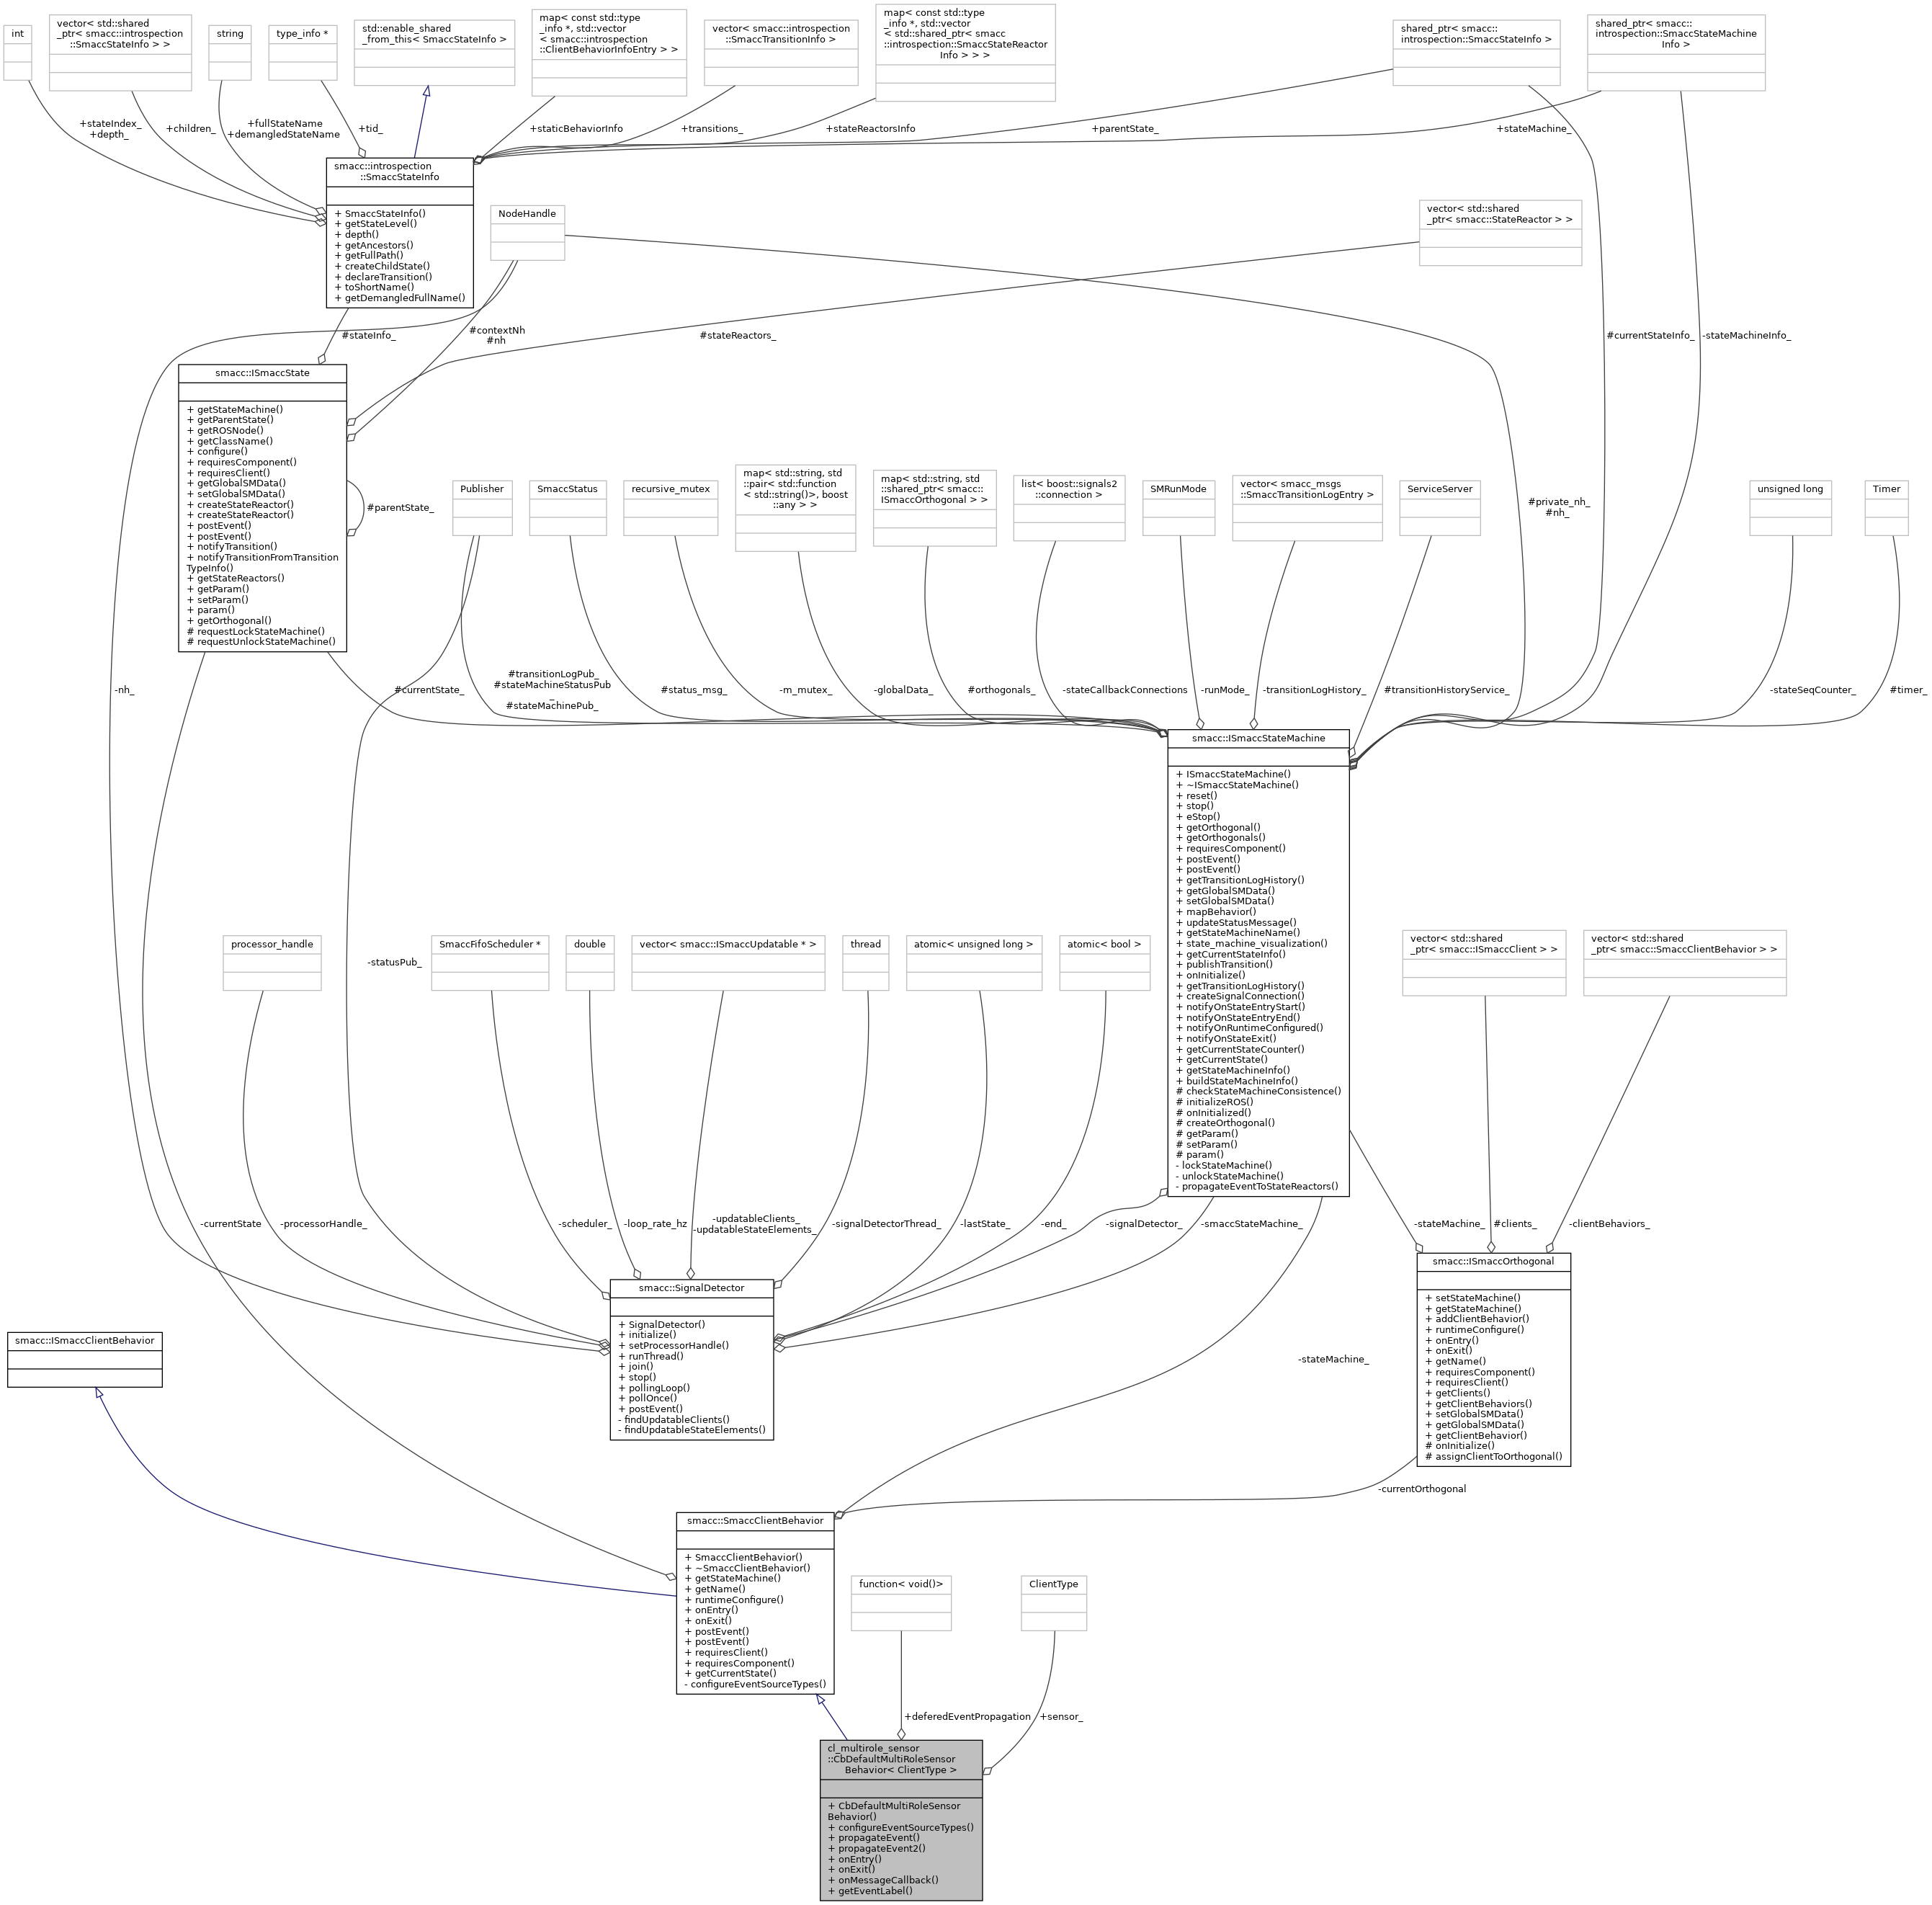 int
vector< std::shared
_ptr< smacc::introspection
::SmaccStateInfo > >
string
type_info *
std::enable_shared
_from_this< SmaccStateInfo >
map< const std::type
_info *, std::vector
< smacc::introspection
::ClientBehaviorInfoEntry > >
vector< smacc::introspection
::SmaccTransitionInfo >
map< const std::type
_info *, std::vector
< std::shared_ptr< smacc
::introspection::SmaccStateReactor
Info > > >
shared_ptr< smacc::
introspection::SmaccStateInfo >
shared_ptr< smacc::
introspection::SmaccStateMachine
Info >
+stateIndex_
+depth_
+children_
+fullStateName
+demangledStateName
+tid_
+staticBehaviorInfo
+transitions_
+stateReactorsInfo
+parentState_
+stateMachine_
smacc::introspection
::SmaccStateInfo
+ SmaccStateInfo()
+ getStateLevel()
+ depth()
+ getAncestors()
+ getFullPath()
+ createChildState()
+ declareTransition()
+ toShortName()
+ getDemangledFullName()
NodeHandle
vector< std::shared
_ptr< smacc::StateReactor > >
#stateInfo_
#contextNh
#nh
#stateReactors_
#currentStateInfo_
-stateMachineInfo_
smacc::ISmaccState
+ getStateMachine()
+ getParentState()
+ getROSNode()
+ getClassName()
+ configure()
+ requiresComponent()
+ requiresClient()
+ getGlobalSMData()
+ setGlobalSMData()
+ createStateReactor()
+ createStateReactor()
+ postEvent()
+ postEvent()
+ notifyTransition()
+ notifyTransitionFromTransition
TypeInfo()
+ getStateReactors()
+ getParam()
+ setParam()
+ param()
+ getOrthogonal()
# requestLockStateMachine()
# requestUnlockStateMachine()
#parentState_
Publisher
SmaccStatus
recursive_mutex
map< std::string, std
::pair< std::function
< std::string()>, boost
::any > >
map< std::string, std
::shared_ptr< smacc::
ISmaccOrthogonal > >
list< boost::signals2
::connection >
SMRunMode
vector< smacc_msgs
::SmaccTransitionLogEntry >
ServiceServer
#private_nh_
#nh_
unsigned long
Timer
-nh_
#currentState_
#transitionLogPub_
#stateMachineStatusPub
_
#stateMachinePub_
#status_msg_
-m_mutex_
-globalData_
#orthogonals_
-stateCallbackConnections
-runMode_
-transitionLogHistory_
#transitionHistoryService_
-stateSeqCounter_
#timer_
smacc::ISmaccStateMachine
+ ISmaccStateMachine()
+ ~ISmaccStateMachine()
+ reset()
+ stop()
+ eStop()
+ getOrthogonal()
+ getOrthogonals()
+ requiresComponent()
+ postEvent()
+ postEvent()
+ getTransitionLogHistory()
+ getGlobalSMData()
+ setGlobalSMData()
+ mapBehavior()
+ updateStatusMessage()
+ getStateMachineName()
+ state_machine_visualization()
+ getCurrentStateInfo()
+ publishTransition()
+ onInitialize()
+ getTransitionLogHistory()
+ createSignalConnection()
+ notifyOnStateEntryStart()
+ notifyOnStateEntryEnd()
+ notifyOnRuntimeConfigured()
+ notifyOnStateExit()
+ getCurrentStateCounter()
+ getCurrentState()
+ getStateMachineInfo()
+ buildStateMachineInfo()
# checkStateMachineConsistence()
# initializeROS()
# onInitialized()
# createOrthogonal()
# getParam()
# setParam()
# param()
- lockStateMachine()
- unlockStateMachine()
- propagateEventToStateReactors()
processor_handle
-statusPub_
SmaccFifoScheduler *
double
vector< smacc::ISmaccUpdatable * >
thread
atomic< unsigned long >
atomic< bool >
vector< std::shared
_ptr< smacc::ISmaccClient > >
vector< std::shared
_ptr< smacc::SmaccClientBehavior > >
-currentState
-processorHandle_
-scheduler_
-loop_rate_hz
-updatableClients_
-updatableStateElements_
-signalDetectorThread_
-lastState_
-end_
-signalDetector_
-smaccStateMachine_
-stateMachine_
#clients_
-clientBehaviors_
smacc::SignalDetector
+ SignalDetector()
+ initialize()
+ setProcessorHandle()
+ runThread()
+ join()
+ stop()
+ pollingLoop()
+ pollOnce()
+ postEvent()
- findUpdatableClients()
- findUpdatableStateElements()
smacc::ISmaccOrthogonal
+ setStateMachine()
+ getStateMachine()
+ addClientBehavior()
+ runtimeConfigure()
+ onEntry()
+ onExit()
+ getName()
+ requiresComponent()
+ requiresClient()
+ getClients()
+ getClientBehaviors()
+ setGlobalSMData()
+ getGlobalSMData()
+ getClientBehavior()
# onInitialize()
# assignClientToOrthogonal()
smacc::ISmaccClientBehavior
-stateMachine_
-currentOrthogonal
smacc::SmaccClientBehavior
+ SmaccClientBehavior()
+ ~SmaccClientBehavior()
+ getStateMachine()
+ getName()
+ runtimeConfigure()
+ onEntry()
+ onExit()
+ postEvent()
+ postEvent()
+ requiresClient()
+ requiresComponent()
+ getCurrentState()
- configureEventSourceTypes()
function< void()>
ClientType
+deferedEventPropagation
+sensor_
cl_multirole_sensor
::CbDefaultMultiRoleSensor
Behavior< ClientType >
+ CbDefaultMultiRoleSensor
Behavior()
+ configureEventSourceTypes()
+ propagateEvent()
+ propagateEvent2()
+ onEntry()
+ onExit()
+ onMessageCallback()
+ getEventLabel()